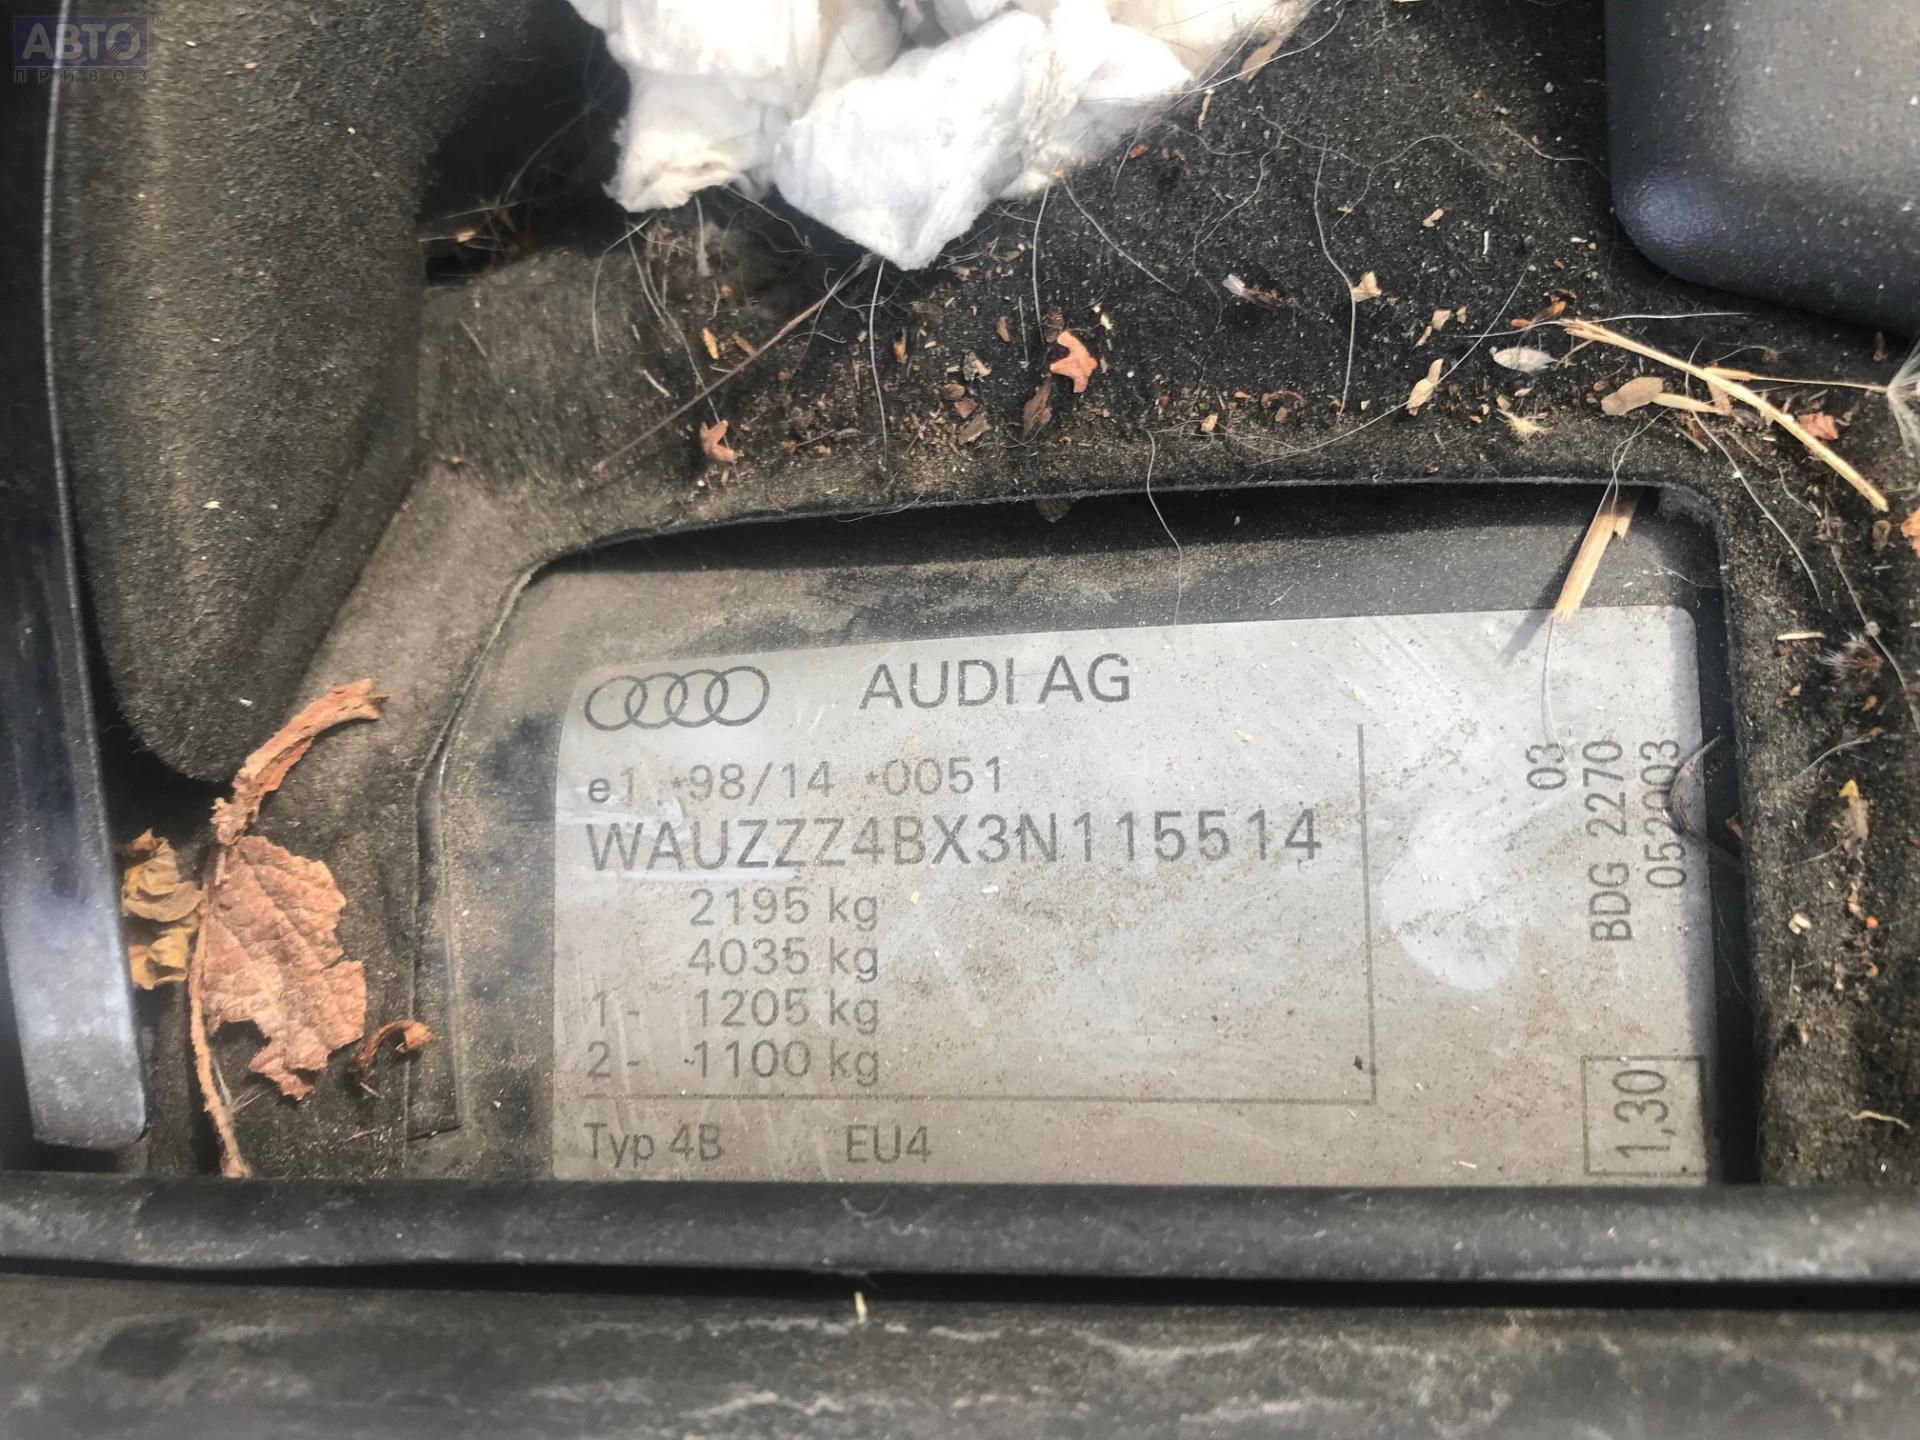 АВТО
ПРИВОЗ
AUDI AG
e1 *98/14 *0051
WAUZZZ4BX3N115514
2195 kg
4035 kg
1- 1205 kg
2- 1100 kg
Typ 4B EU4
03
BDG 2270
052003
1,30